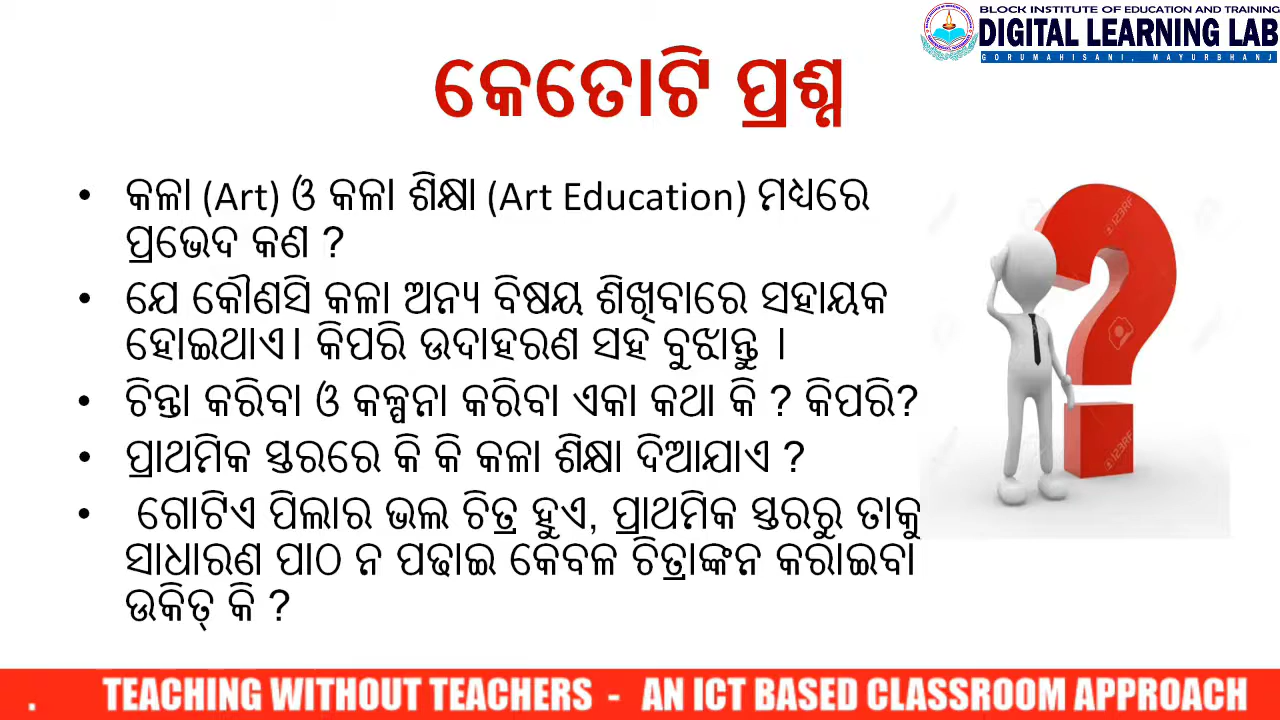 BLOCK INSTITUTE OF EDUCATION AND TRAINING
DIGITAL LEARNING LAB
GORUMAHISANI, MAYURBHANJ
କେତୋଟି ପ୍ରଶ୍ନ
• କଳା (Art) ଓ କଳା ଶିକ୍ଷା (Art Education) ମଧ୍ୟରେ
ପ୍ରଭେଦ କଣ ?
• ଯେ କୌଣସି କଳା ଅନ୍ୟ ବିଷୟ ଶିଖିବାରେ ସହାୟକ
ହୋଇଥାଏ। କିପରି ଉଦାହରଣ ସହ ବୁଝାନ୍ତୁ ।
• ଚିନ୍ତା କରିବା ଓ କଳ୍ପନା କରିବା ଏକା କଥା କି ? କିପରି?
• ପ୍ରାଥମିକ ସ୍ତରରେ କି କି କଳା ଶିକ୍ଷା ଦିଆଯାଏ ?
• ଗୋଟିଏ ପିଲାର ଭଲ ଚିତ୍ର ହୁଏ, ପ୍ରାଥମିକ ସ୍ତରରୁ ତାକୁ
ସାଧାରଣ ପାଠ ନ ପଢାଇ କେବଳ ଚିତ୍ରାଙ୍କନ କରାଇବା
ଉକିତ୍ କି ?
123RF
123RF
. TEACHING WITHOUT TEACHERS - AN ICT BASED CLASSROOM APPROACH